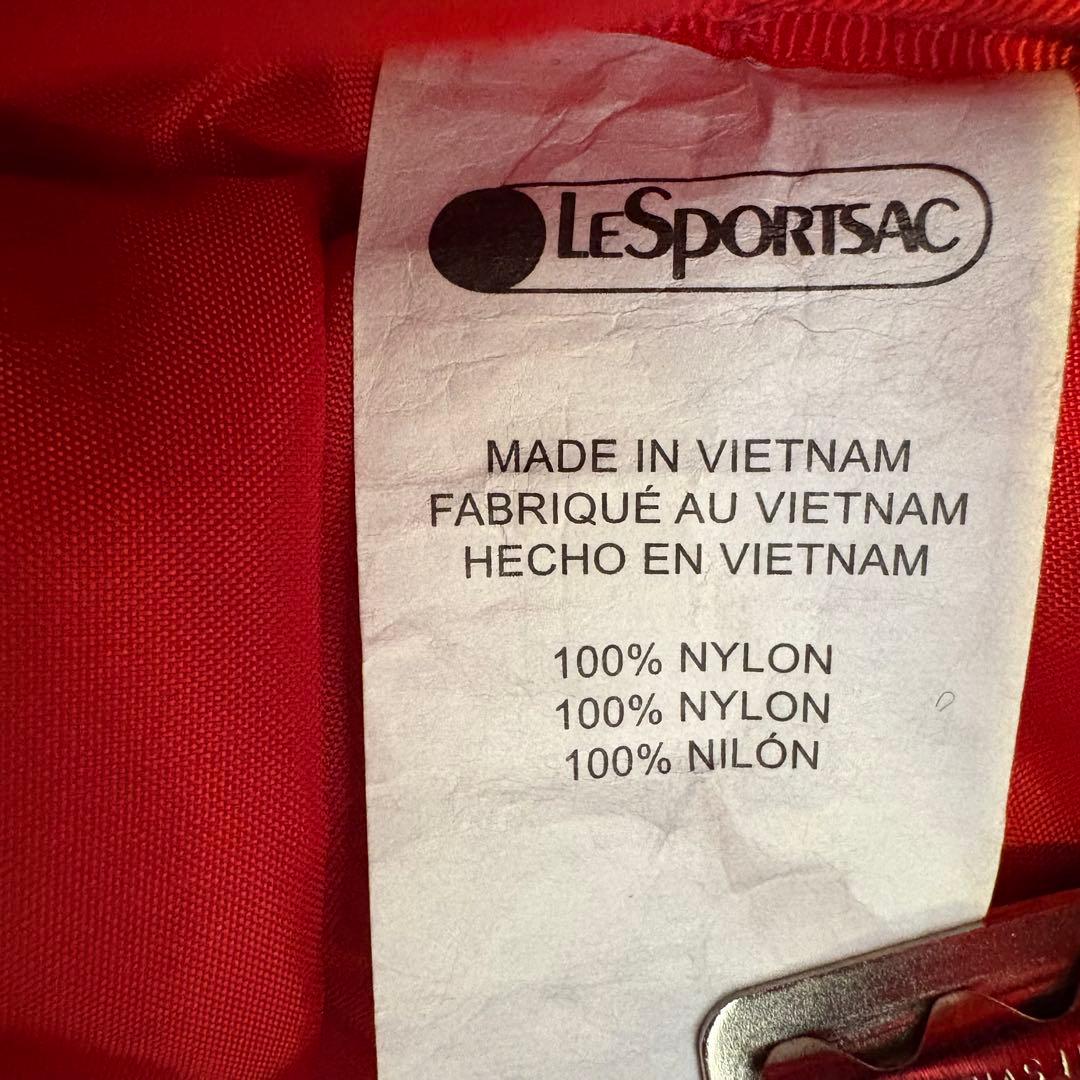 LESPORTSAC
MADE IN VIETNAM
FABRIQUÉ AU VIETNAM
HECHO EN VIETNAM
100% NYLON
100% NYLON
100% NILÓN